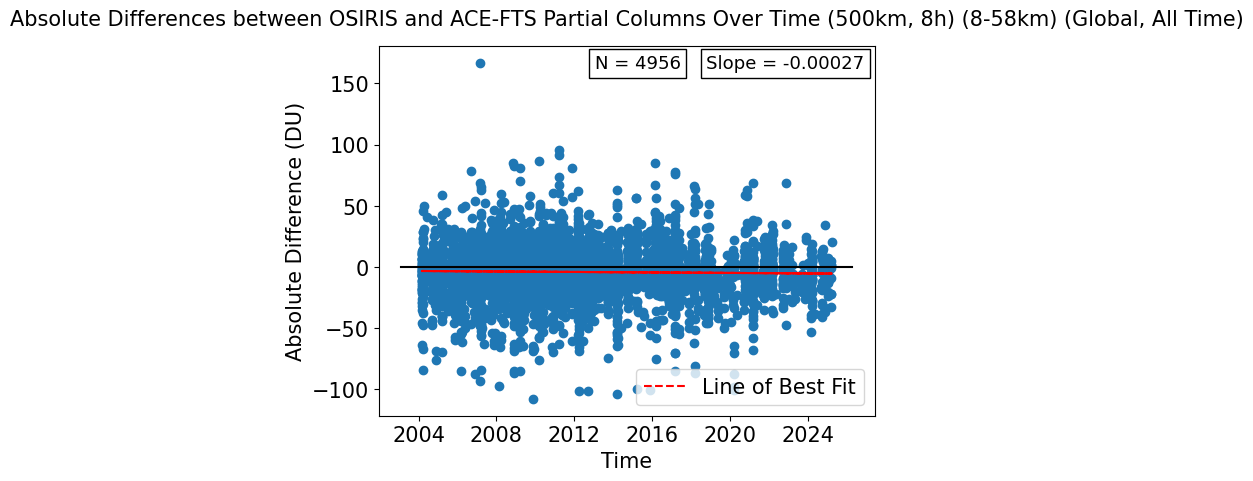 Absolute Differences between OSIRIS and ACE-FTS Partial Columns Over Time (500km, 8h) (8-58km) (Global, All Time)
N = 4956
Slope = -0.00027
150
100
50
0
−50
−100
Absolute Difference (DU)
Line of Best Fit
2004
2008
2012
2016
2020
2024
Time